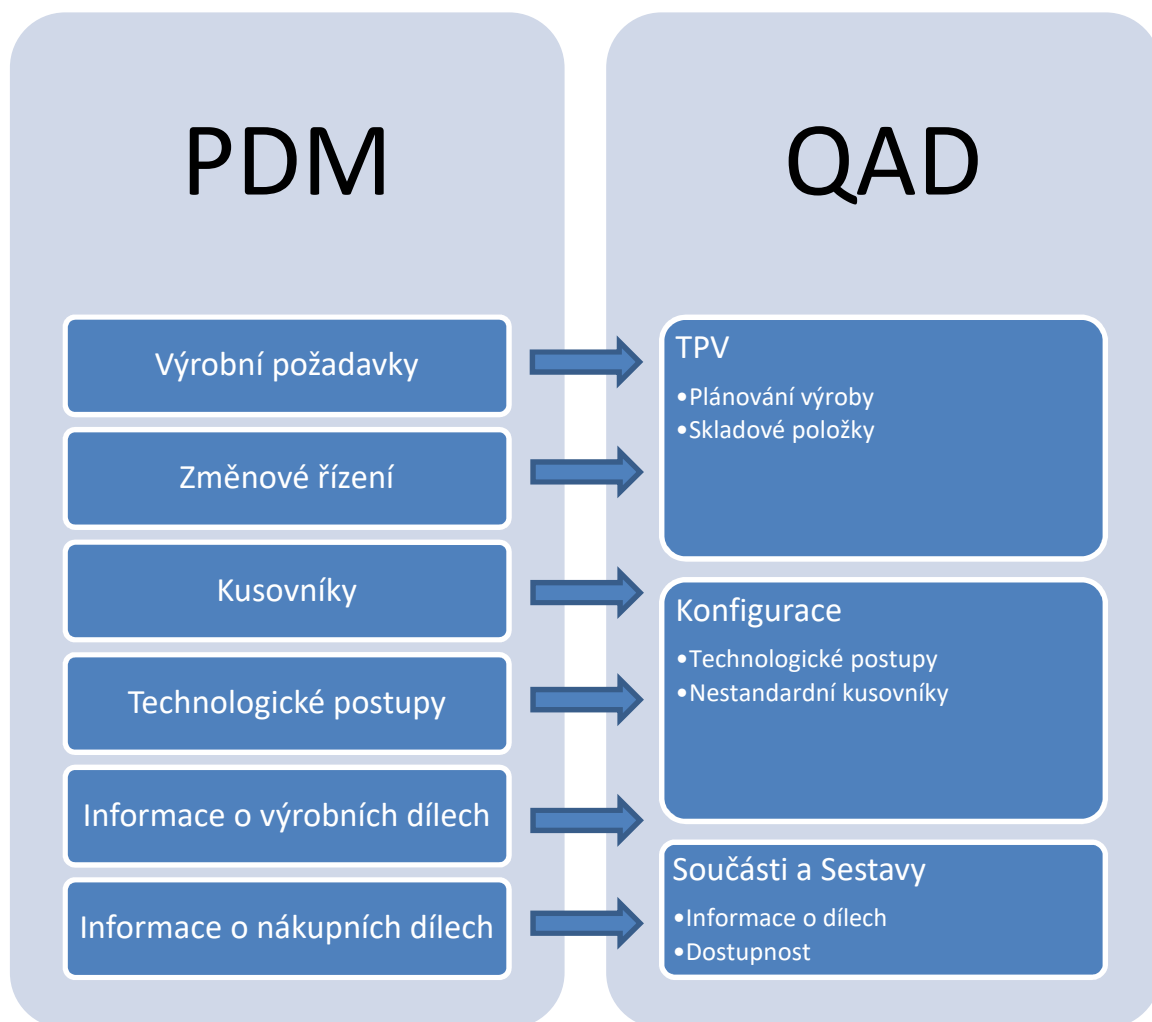 PDM
Výrobní požadavky
Změnové řízení
Kusovníky
Technologické postupy
Informace o výrobních dílech
Informace o nákupních dílech
QAD
TPV
•Plánování výroby
•Skladové položky
Konfigurace
•Technologické postupy
•Nestandardní kusovníky
Součásti a Sestavy
•Informace o dílech
•Dostupnost